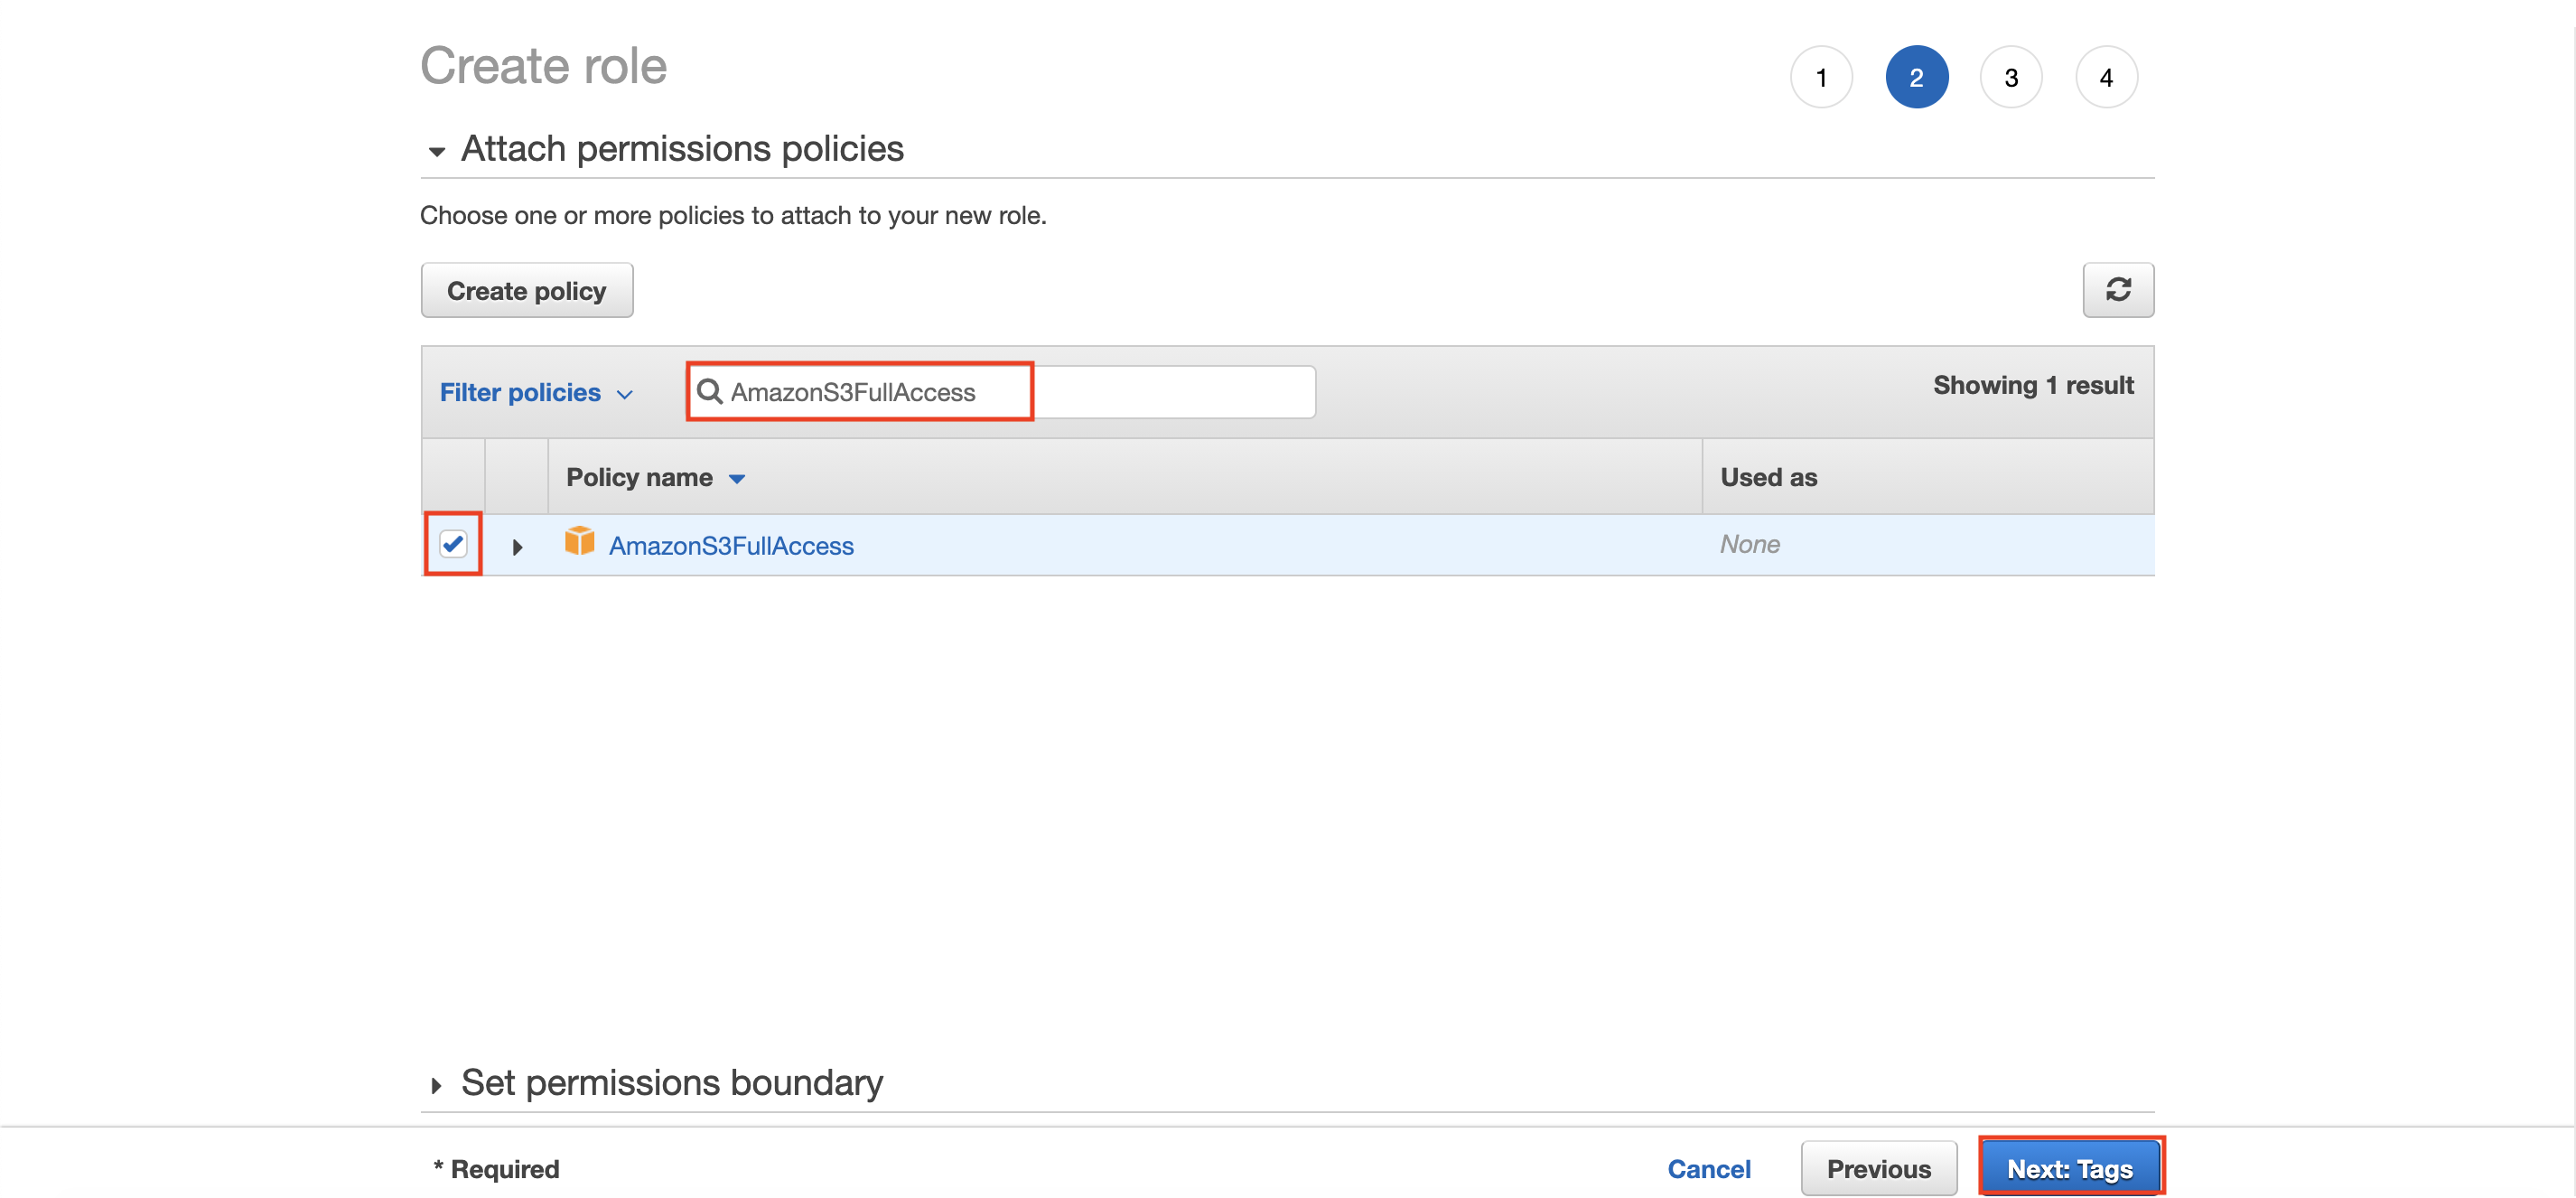 Create role
1 2 3 4
Attach permissions policies
Choose one or more policies to attach to your new role.
Create policy
Filter policies AmazonS3FullAccess Showing 1 result
Policy name Used as
AmazonS3FullAccess None
Set permissions boundary
* Required Cancel Previous Next: Tags